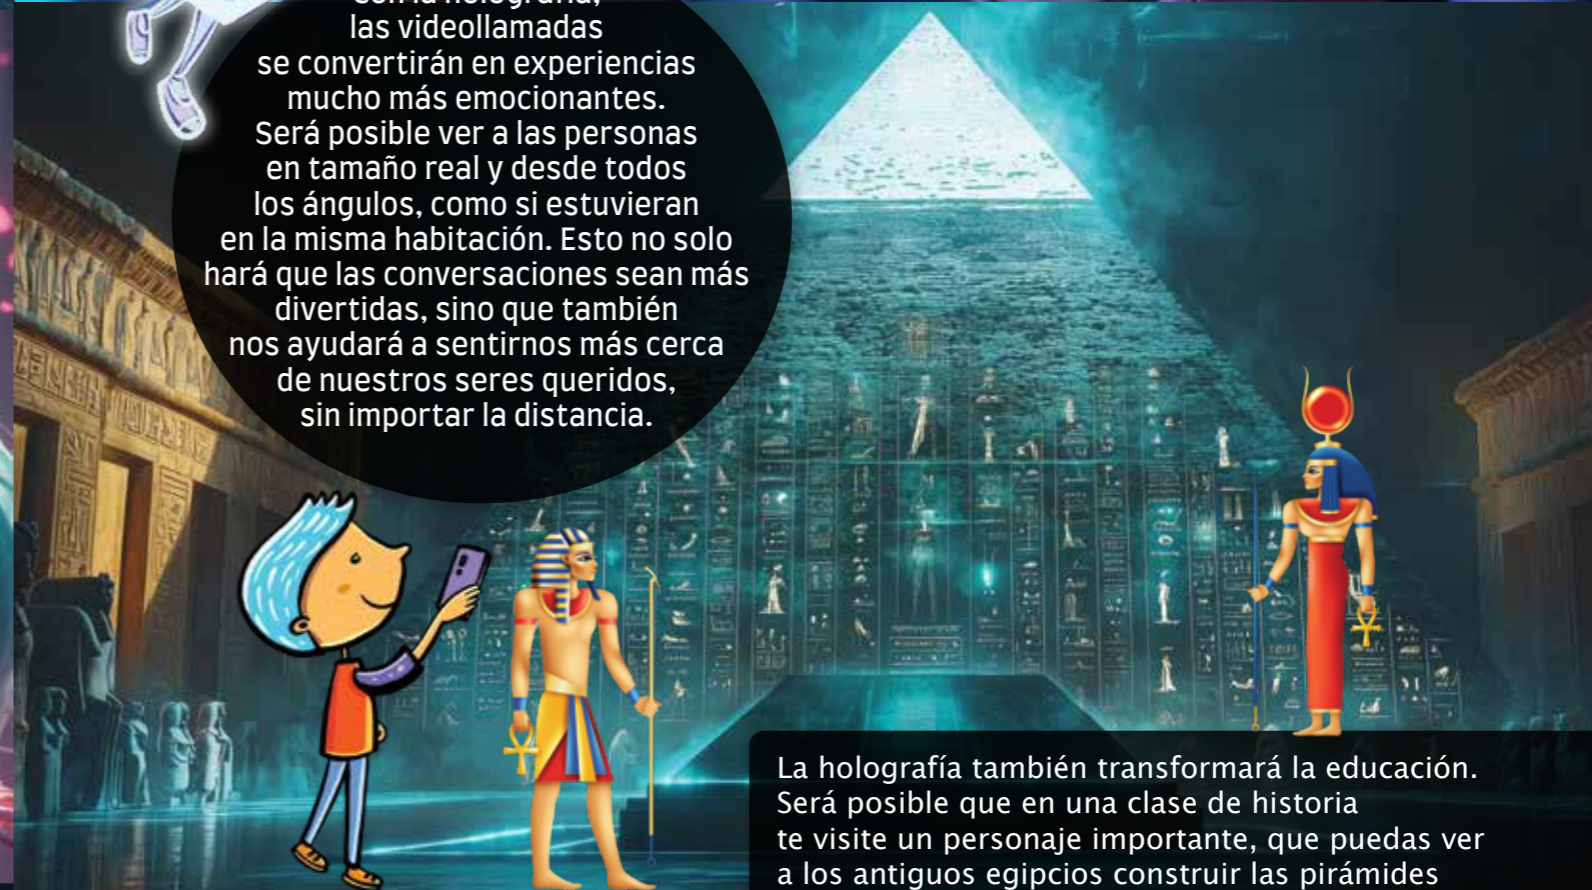 con la holografía,
las videollamadas
se convertirán en experiencias
mucho más emocionantes.
Será posible ver a las personas
en tamaño real y desde todos
los ángulos, como si estuvieran
en la misma habitación. Esto no solo
hará que las conversaciones sean más
divertidas, sino que también
nos ayudará a sentirnos más cerca
de nuestros seres queridos,
sin importar la distancia.
La holografía también transformará la educación.
Será posible que en una clase de historia
te visite un personaje importante, que puedas ver
a los antiguos egipcios construir las pirámides